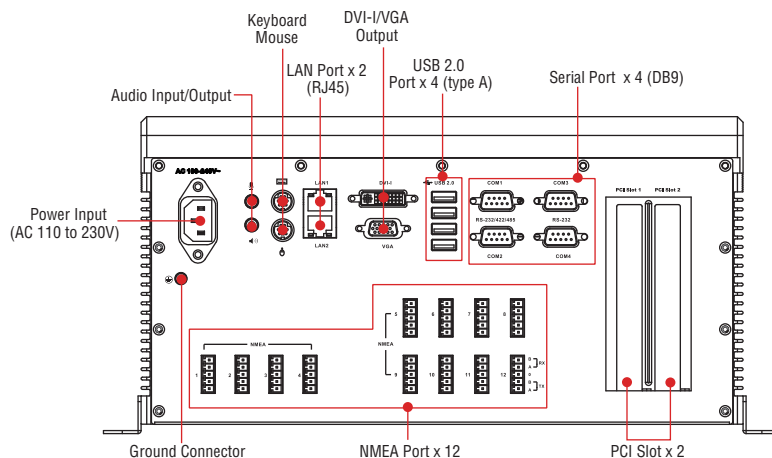 Keyboard
Mouse
DVI-I/VGA
Output
LAN Port x 2
(RJ45)
USB 2.0
Port x 4 (type A)
Serial Port x 4 (DB9)
Audio Input/Output
Power Input
(AC 110 to 230V)
AC 100-240V~
LAN1
LAN2
DVI-I
VGA
USB 2.0
COM1
COM3
RS-232/422/485
RS-232
COM2
COM4
PCI Slot 1
PCI Slot 2
NMEA
1
2
3
4
NMEA
5
6
7
8
9
10
11
12
B
A
RX
G
B
A
TX
Ground Connector
NMEA Port x 12
PCI Slot x 2